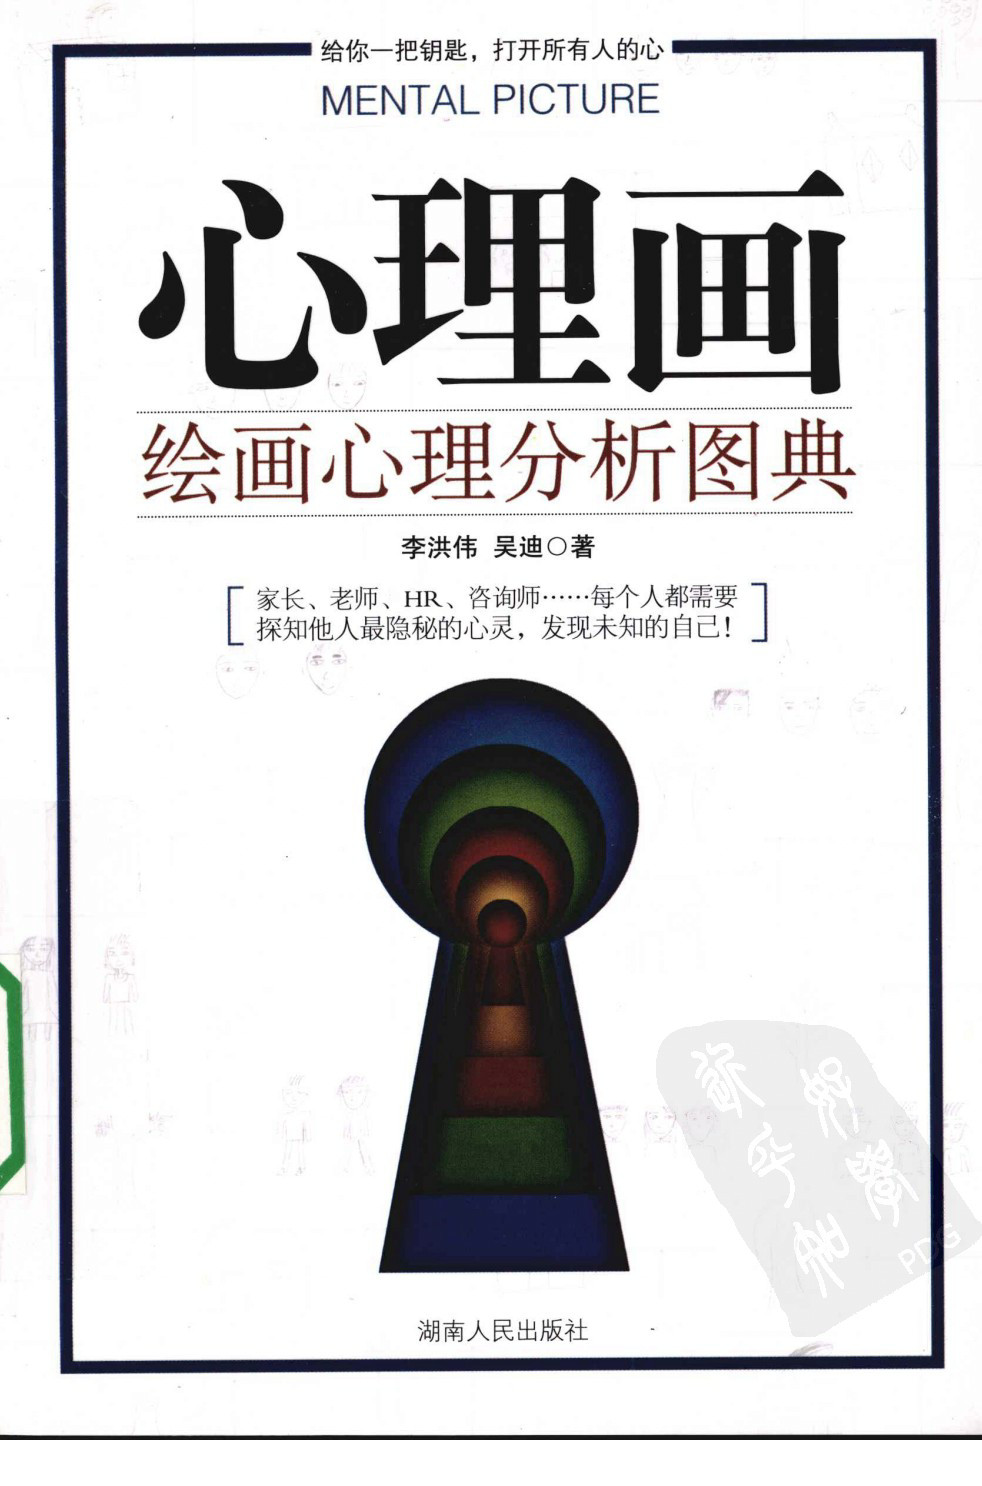 给你一把钥匙，打开所有人的心
MENTAL PICTURE
心理画
绘画心理分析图典
李洪伟 吴迪○著
家长、老师、HR、咨询师……每个人都需要
探知他人最隐秘的心灵，发现未知的自己！
湖南人民出版社
PDG